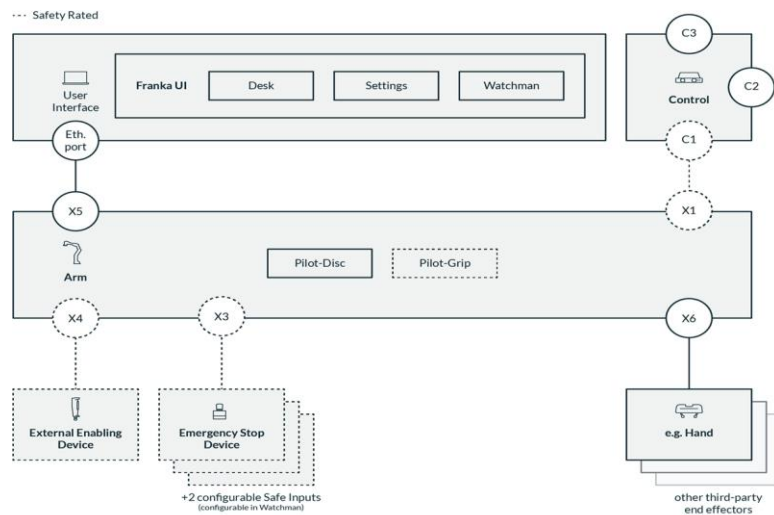 Safety Rated
C3
User
Interface
Franka UI
Desk
Settings
Watchman
Control
C2
Eth.
port
C1
X5
X1
Arm
Pilot-Disc
Pilot-Grip
X4
X3
X6
External Enabling
Device
Emergency Stop
Device
e.g. Hand
+2 configurable Safe Inputs
(configurable in Watchman)
other third-party
end effectors